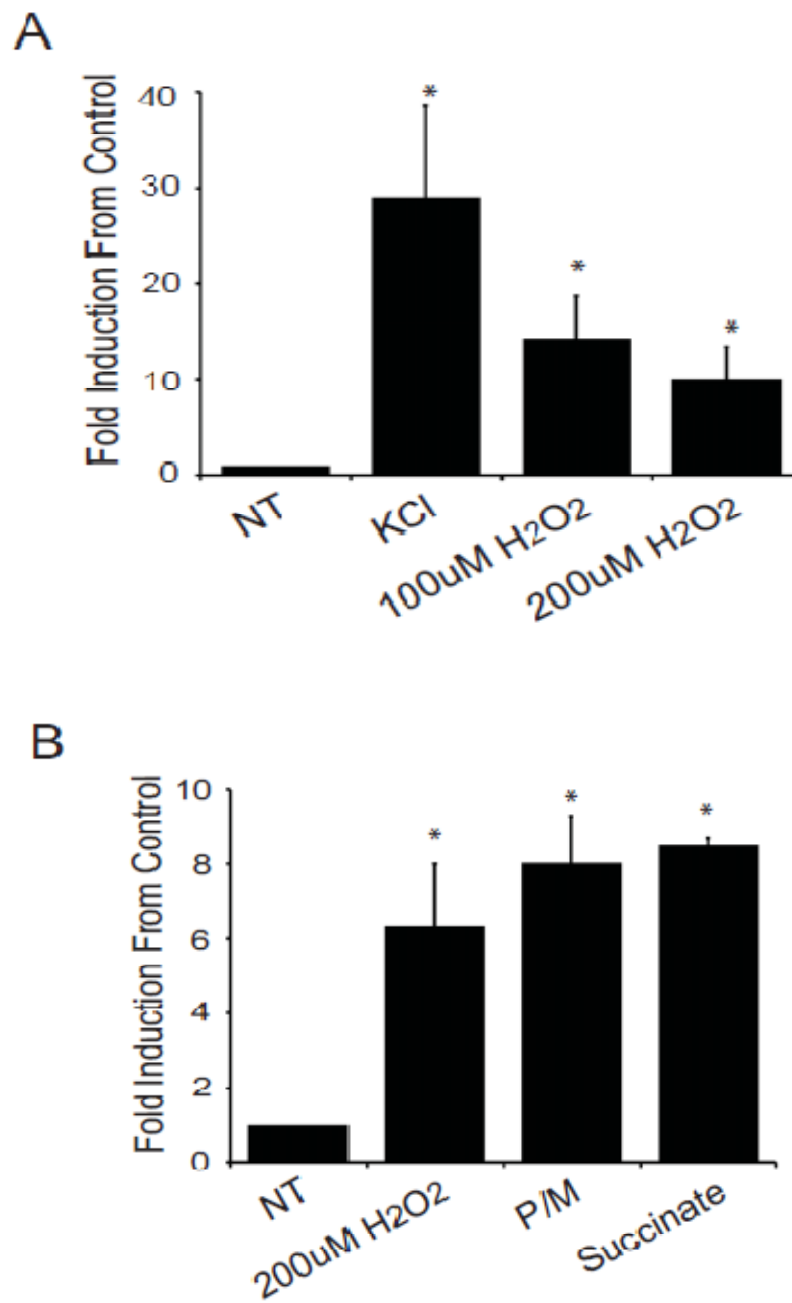 A
Fold Induction From Control
40
30
20
10
0
*
*
*
NT
KCl
100uM H2O2
200uM H2O2
B
Fold Induction From Control
10
8
6
4
2
0
*
*
*
NT
200uM H2O2
P/M
Succinate